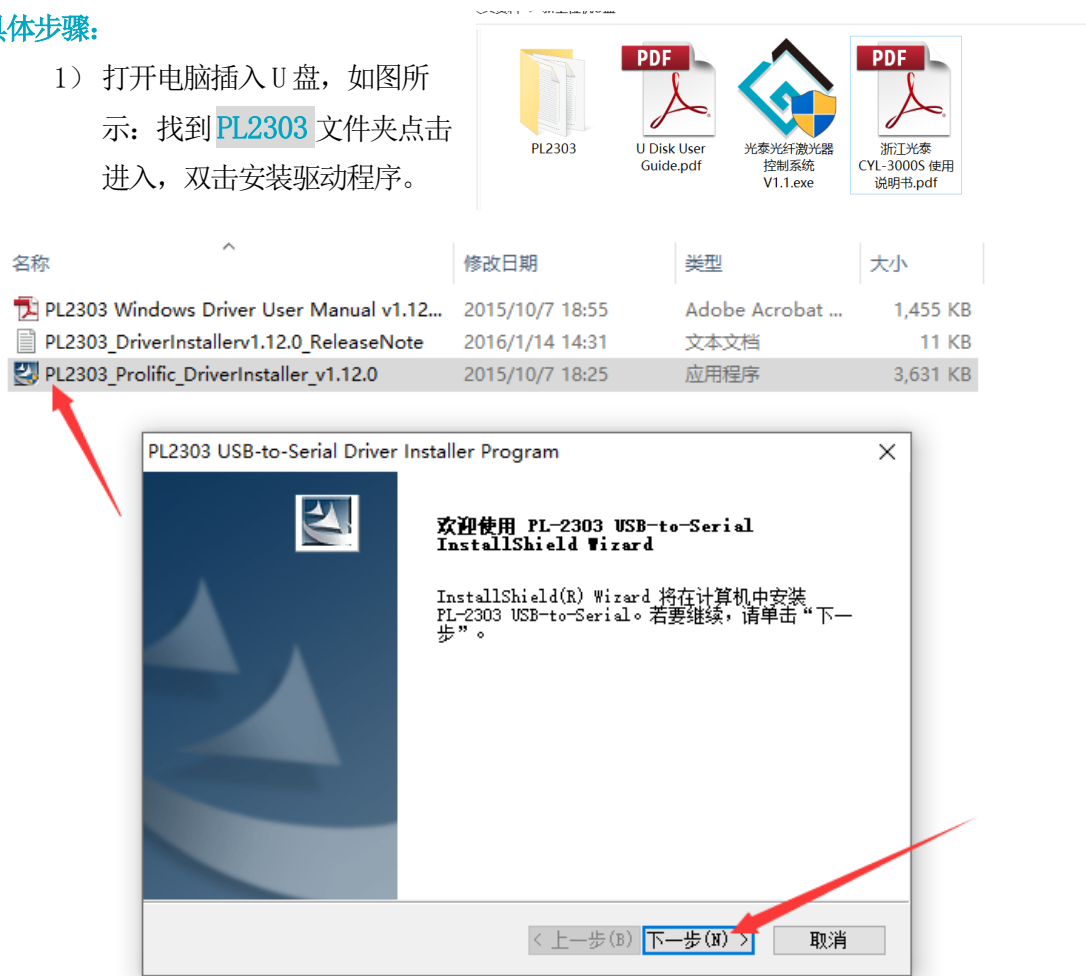 体步骤：
1） 打开电脑插入 U 盘，如图所
示：找到 PL2303 文件夹点击
进入，双击安装驱动程序。
PL2303
PDF
U Disk User
Guide.pdf
光泰光纤激光器
控制系统
V1.1.exe
PDF
浙江光泰
CYL-3000S 使用
说明书.pdf
名称 修改日期 类型 大小
PL2303 Windows Driver User Manual v1.12... 2015/10/7 18:55 Adobe Acrobat ... 1,455 KB
PL2303_DriverInstallerv1.12.0_ReleaseNote 2016/1/14 14:31 文本文档 11 KB
PL2303_Prolific_DriverInstaller_v1.12.0 2015/10/7 18:25 应用程序 3,631 KB
PL2303 USB-to-Serial Driver Installer Program
欢迎使用 PL-2303 USB-to-Serial
InstallShield Wizard
InstallShield(R) Wizard 将在计算机中安装
PL-2303 USB-to-Serial。若要继续，请单击“下一
步”。
< 上一步(B) 下一步(N) > 取消